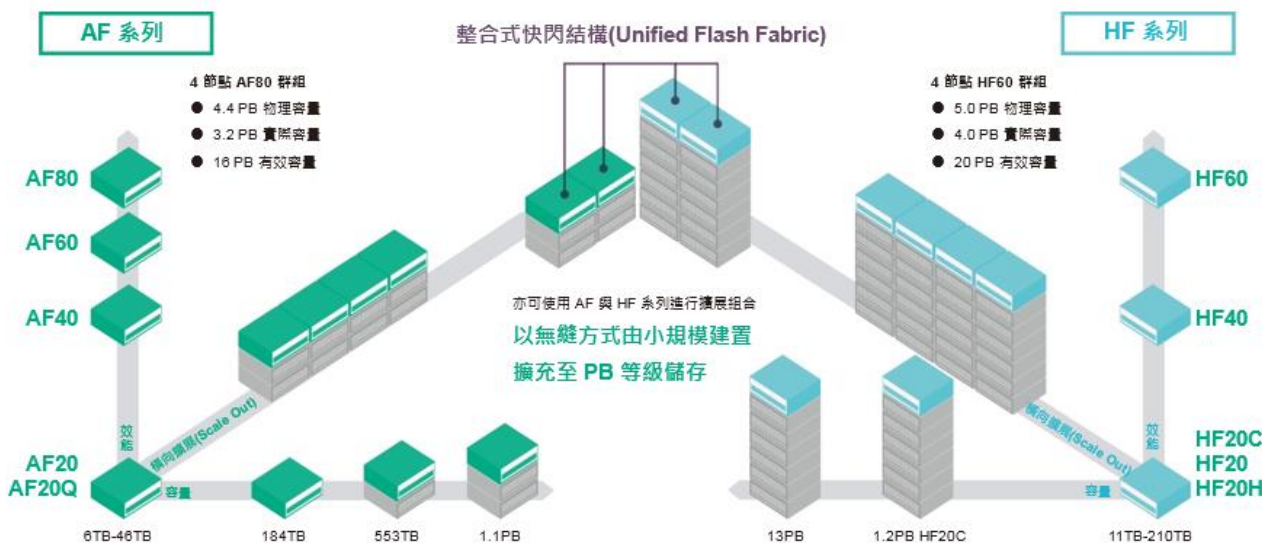 AF 系列
整合式快閃結構(Unified Flash Fabric)
HF 系列
4 節點 AF80 群組
● 4.4 PB 物理容量
● 3.2 PB 實際容量
● 16 PB 有效容量
4 節點 HF60 群組
● 5.0 PB 物理容量
● 4.0 PB 實際容量
● 20 PB 有效容量
AF80
AF60
AF40
HF60
HF40
亦可使用 AF 與 HF 系列進行擴展組合
以無縫方式由小規模建置
擴充至 PB 等級儲存
效能
橫向擴展(Scale Out)
AF20
AF20Q
容量
橫向擴展(Scale Out)
效能
HF20C
HF20
HF20H
容量
6TB-46TB
184TB
553TB
1.1PB
13PB
1.2PB HF20C
11TB-210TB